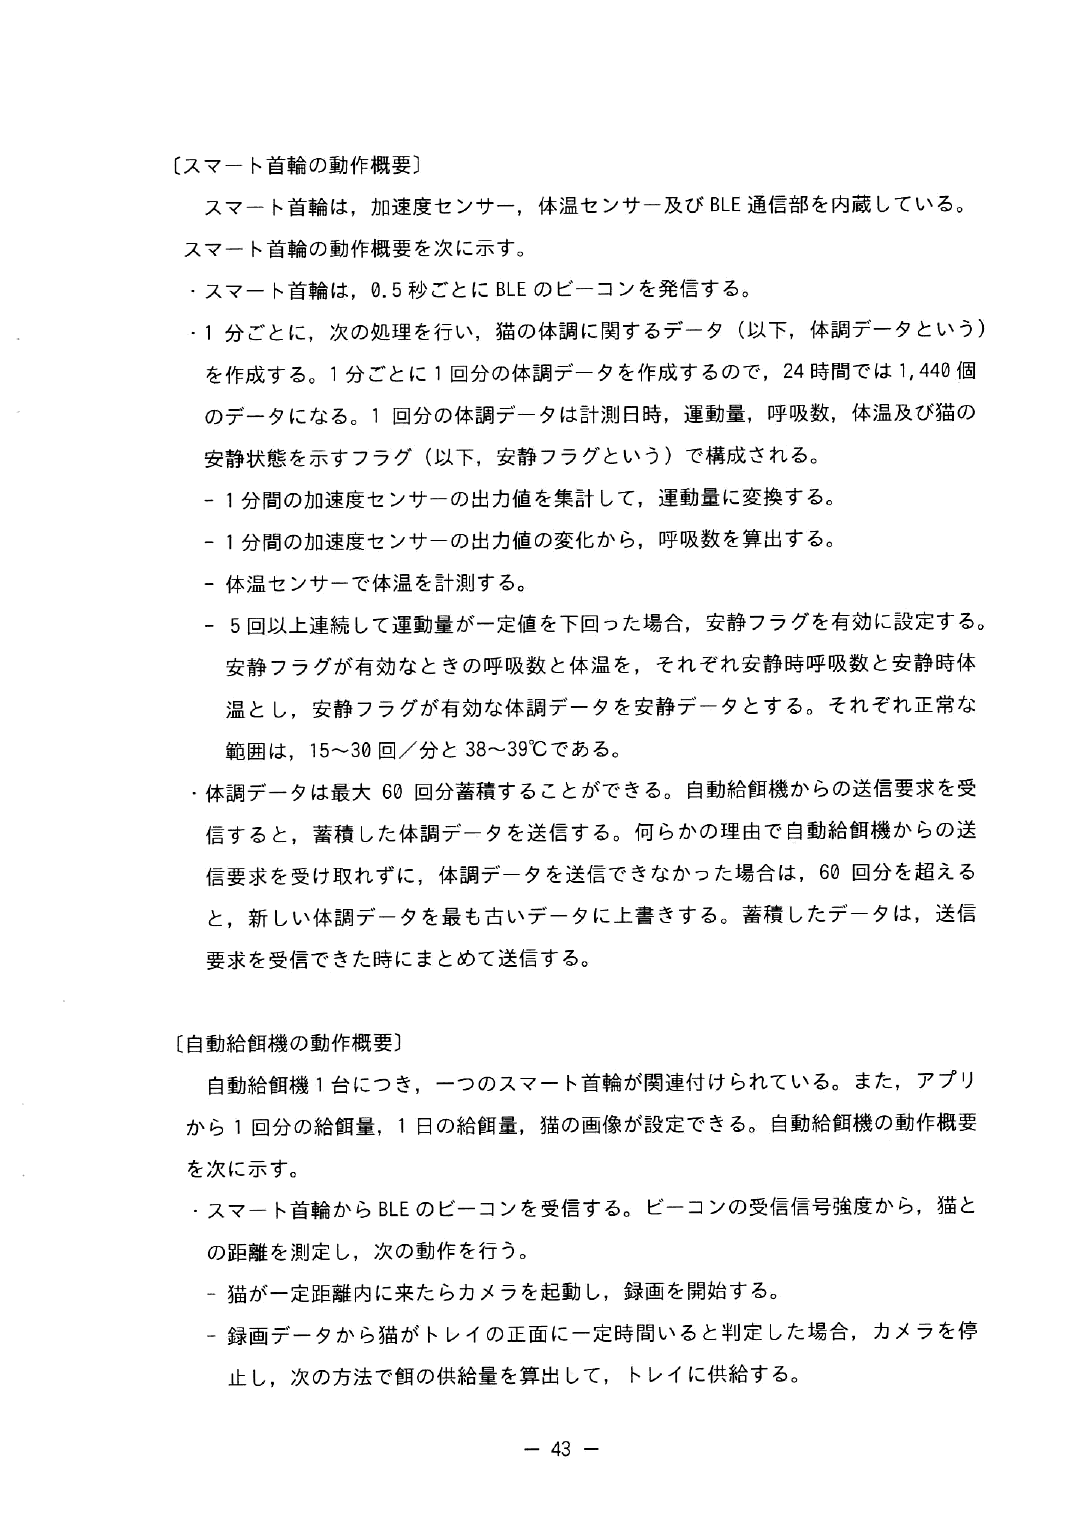 〔スマート首輪の動作概要〕
スマート首輪は，加速度センサー，体温センサー及び BLE 通信部を内蔵している。
スマート首輪の動作概要を次に示す。
・スマート首輪は，0.5 秒ごとに BLE のビーコンを発信する。
・1 分ごとに，次の処理を行い，猫の体調に関するデータ（以下，体調データという）
を作成する。1 分ごとに 1 回分の体調データを作成するので，24 時間では 1,440 個
のデータになる。1 回分の体調データは計測日時，運動量，呼吸数，体温及び猫の
安静状態を示すフラグ（以下，安静フラグという）で構成される。
− 1 分間の加速度センサーの出力値を集計して，運動量に変換する。
− 1 分間の加速度センサーの出力値の変化から，呼吸数を算出する。
− 体温センサーで体温を計測する。
− 5 回以上連続して運動量が一定値を下回った場合，安静フラグを有効に設定する。
安静フラグが有効なときの呼吸数と体温を，それぞれ安静時呼吸数と安静時体
温とし，安静フラグが有効な体調データを安静データとする。それぞれ正常な
範囲は，15～30 回／分と 38～39℃である。
・体調データは最大 60 回分蓄積することができる。自動給餌機からの送信要求を受
信すると，蓄積した体調データを送信する。何らかの理由で自動給餌機からの送
信要求を受け取れずに，体調データを送信できなかった場合は，60 回分を超える
と，新しい体調データを最も古いデータに上書きする。蓄積したデータは，送信
要求を受信できた時にまとめて送信する。
〔自動給餌機の動作概要〕
自動給餌機 1 台につき，一つのスマート首輪が関連付けられている。また，アプリ
から 1 回分の給餌量，1 日の給餌量，猫の画像が設定できる。自動給餌機の動作概要
を次に示す。
・スマート首輪から BLE のビーコンを受信する。ビーコンの受信信号強度から，猫と
の距離を測定し，次の動作を行う。
− 猫が一定距離内に来たらカメラを起動し，録画を開始する。
− 録画データから猫がトレイの正面に一定時間いると判定した場合，カメラを停
止し，次の方法で餌の供給量を算出して，トレイに供給する。
− 43 −